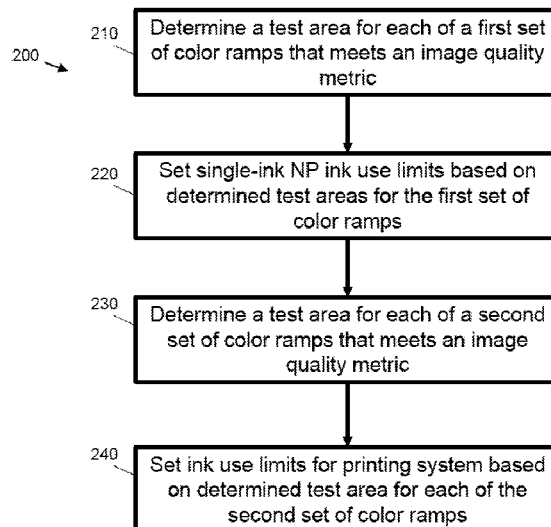 200
210
Determine a test area for each of a first set
of color ramps that meets an image quality
metric
220
Set single-ink NP ink use limits based on
determined test areas for the first set of
color ramps
230
Determine a test area for each of a second
set of color ramps that meets an image
quality metric
240
Set ink use limits for printing system based
on determined test area for each of the
second set of color ramps